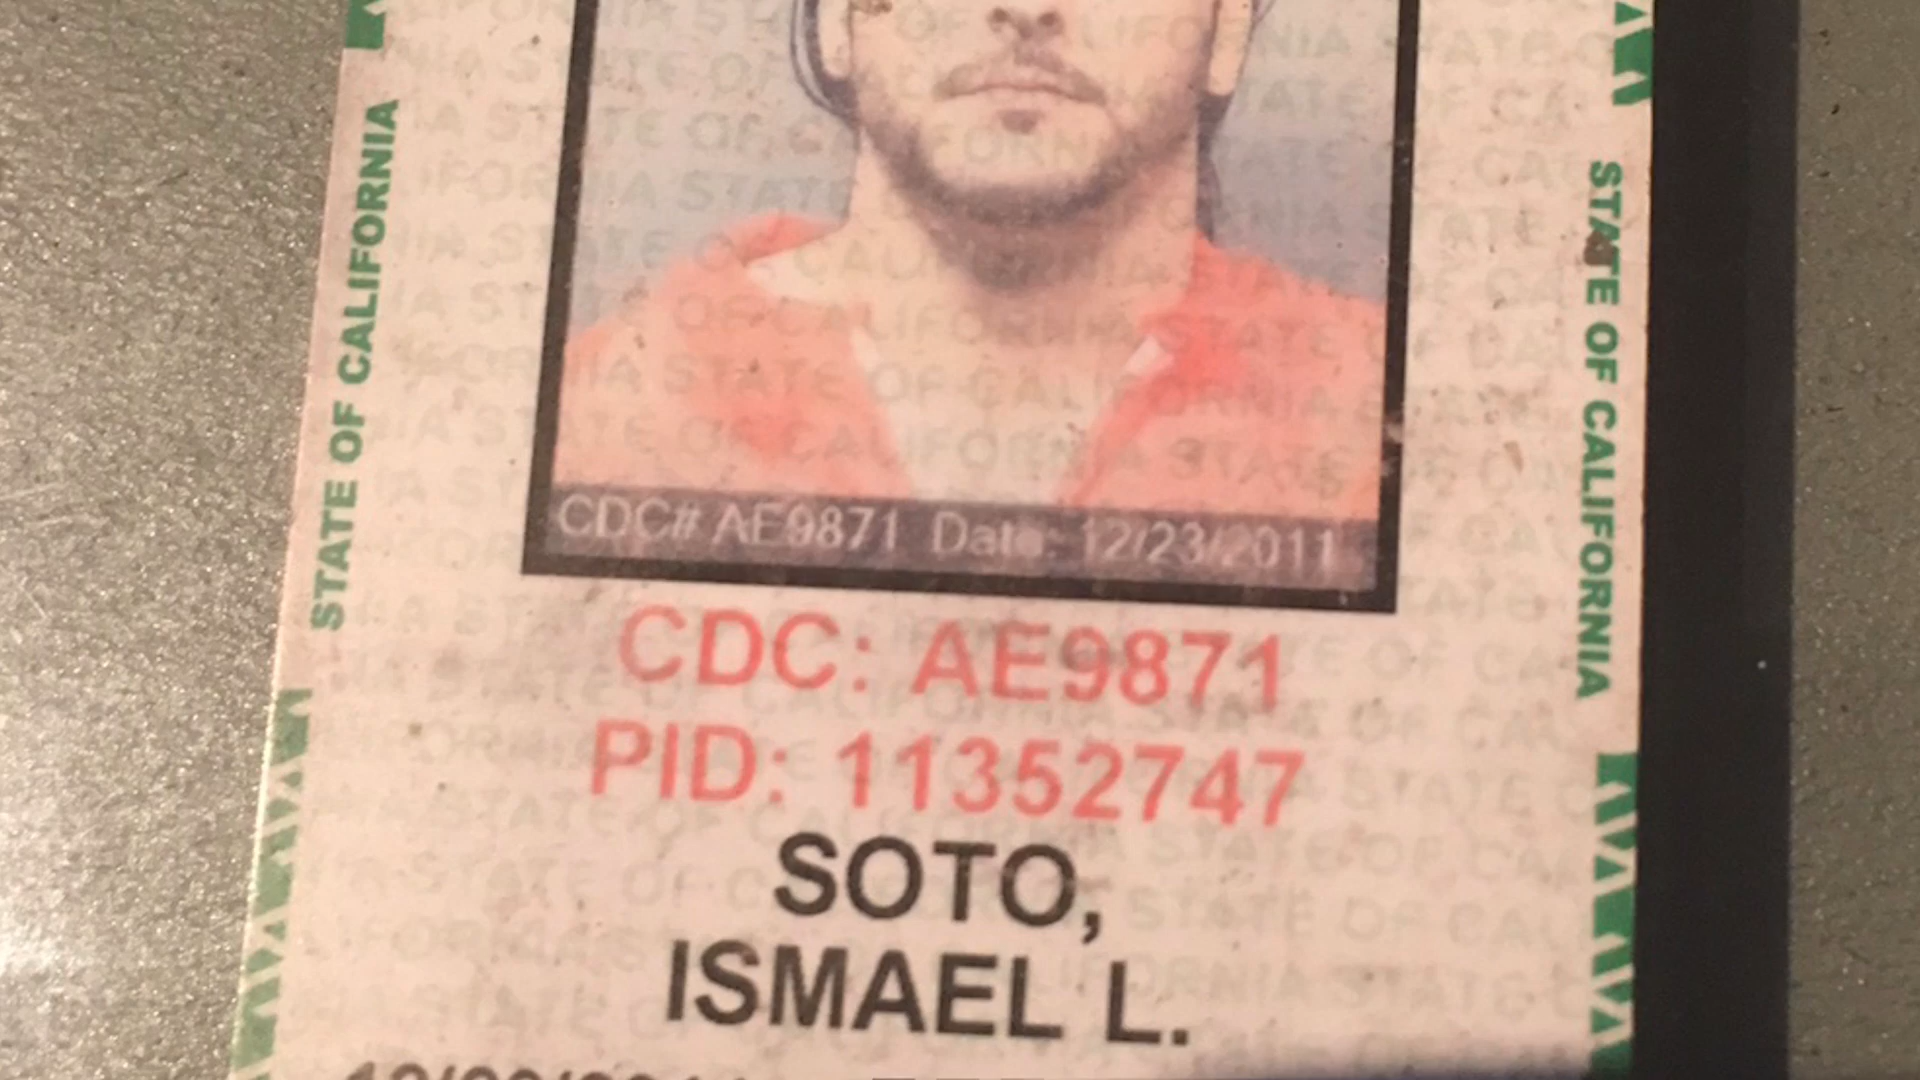 STATE OF CALIFORNIA
STATE OF CALIFORNIA
CDC# AE9871 Date: 12/23/2011
CDC: AE9871
PID: 11352747
SOTO,
ISMAEL L.